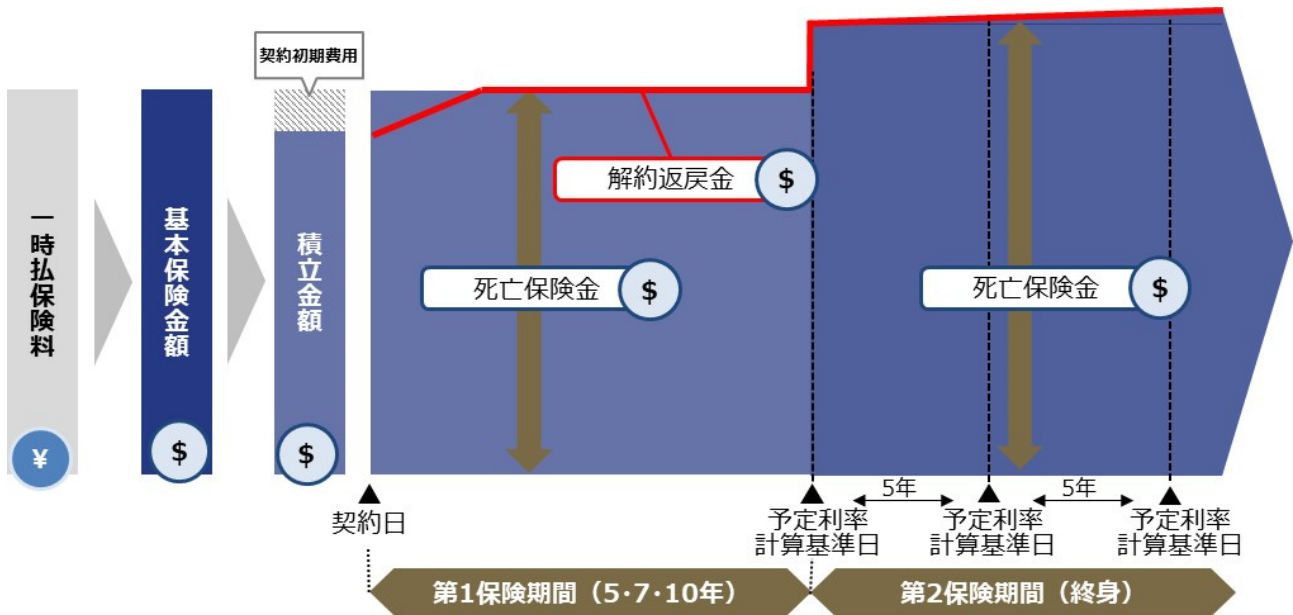 契約初期費用
一時払保険料
¥
基本保険金額
$
積立金額
$
解約返戻金
$
死亡保険金
$
死亡保険金
$
5年
5年
契約日
予定利率
計算基準日
予定利率
計算基準日
予定利率
計算基準日
第1保険期間（5・7・10年）
第2保険期間（終身）